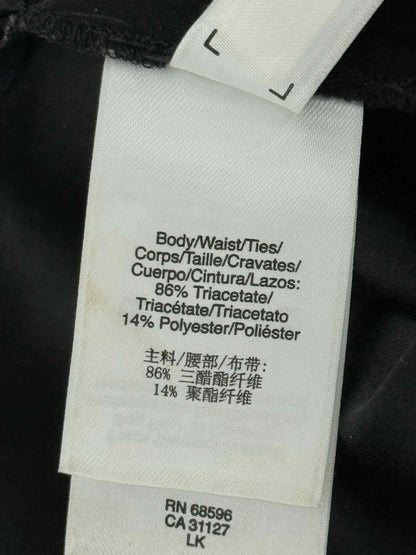 Body/Waist/Ties/
Corps/Taille/Cravates/
Cuerpo/Cintura/Lazos:
86% Triacetate/
Triacétate/Triacetato
14% Polyester/Poliéster
主料/腰部/布带:
86% 三醋酯纤维
14% 聚酯纤维
RN 68596
CA 31127
LK